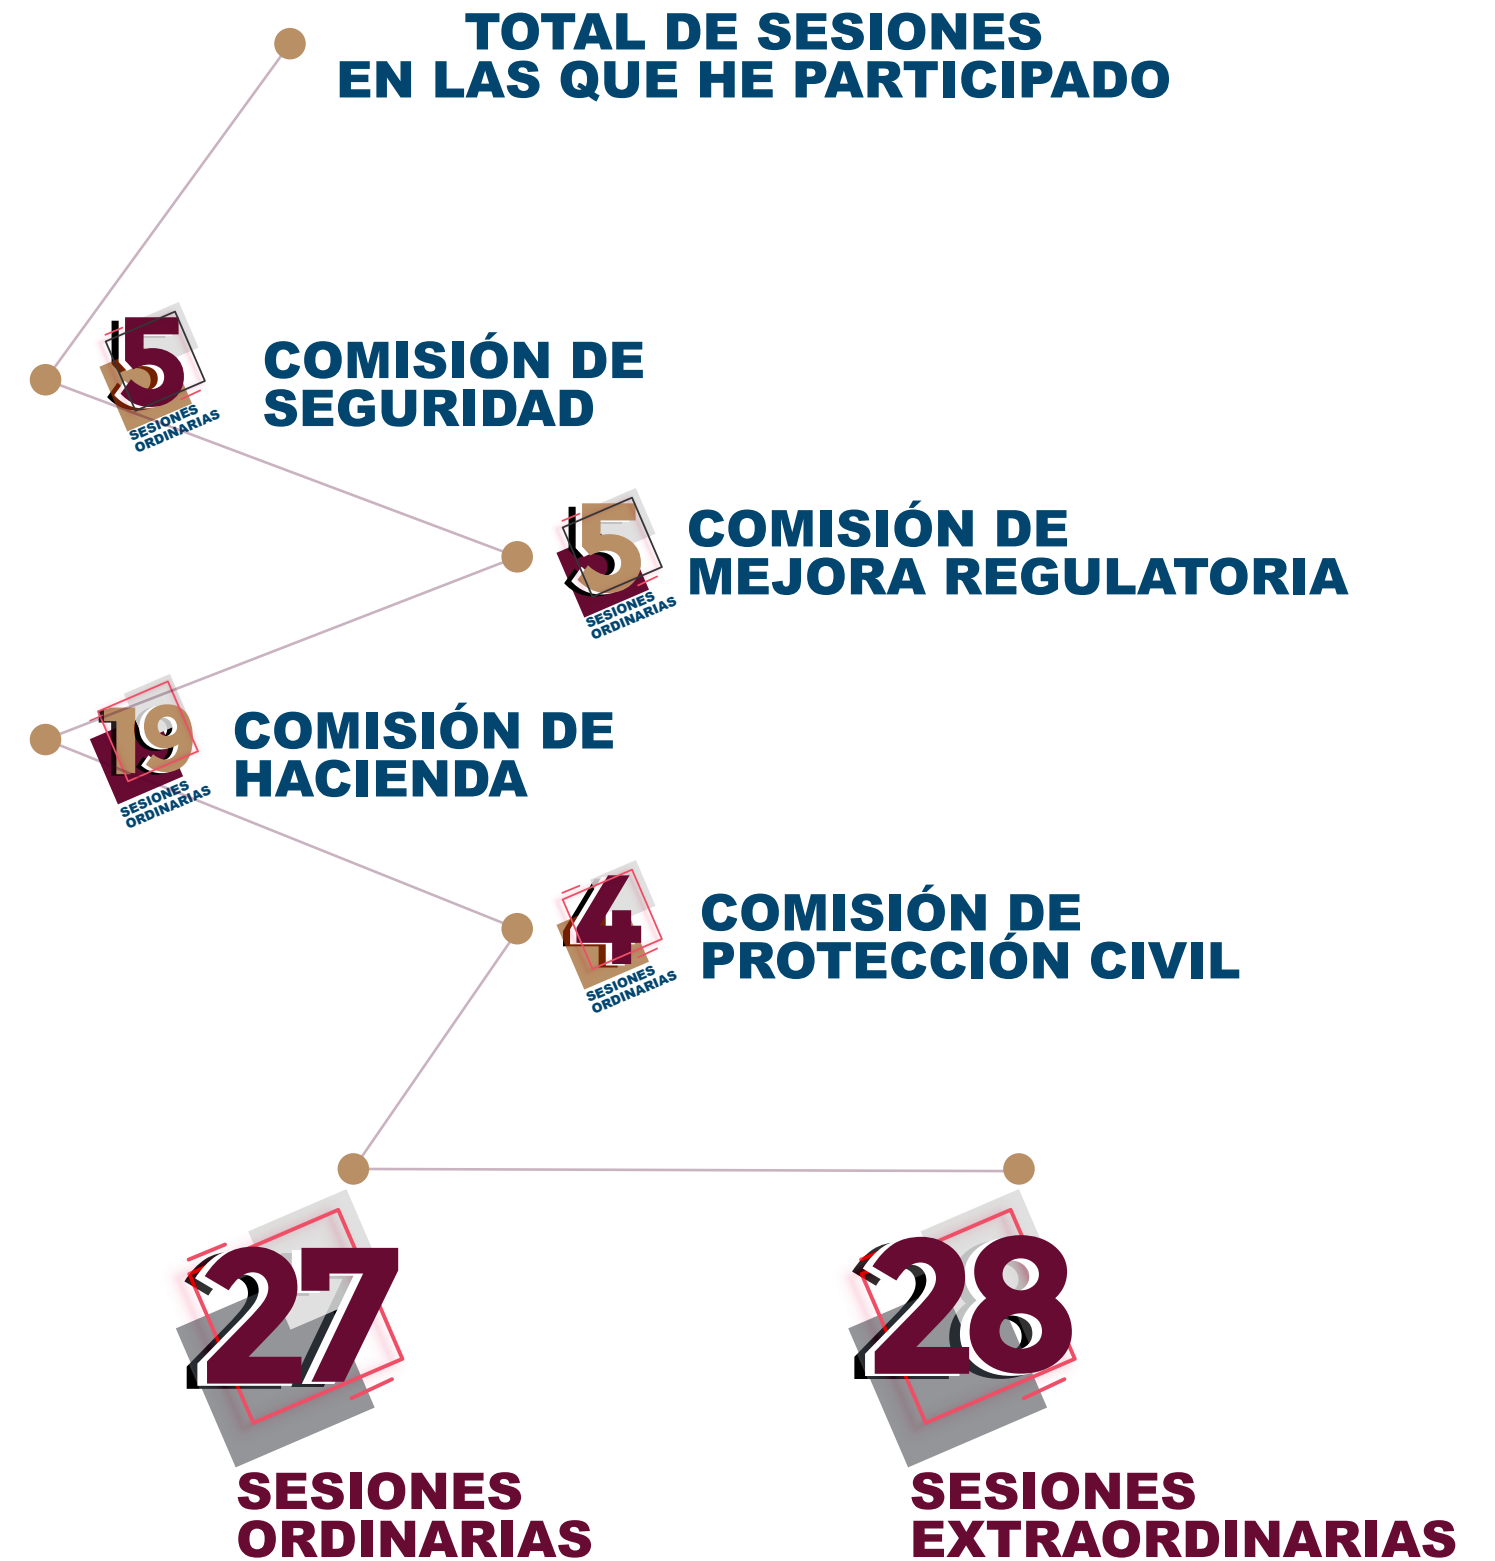 TOTAL DE SESIONES
EN LAS QUE HE PARTICIPADO
5
SESIONES
ORDINARIAS
COMISIÓN DE
SEGURIDAD
5
SESIONES
ORDINARIAS
COMISIÓN DE
MEJORA REGULATORIA
19
SESIONES
ORDINARIAS
COMISIÓN DE
HACIENDA
4
SESIONES
ORDINARIAS
COMISIÓN DE
PROTECCIÓN CIVIL
27
SESIONES
ORDINARIAS
28
SESIONES
EXTRAORDINARIAS